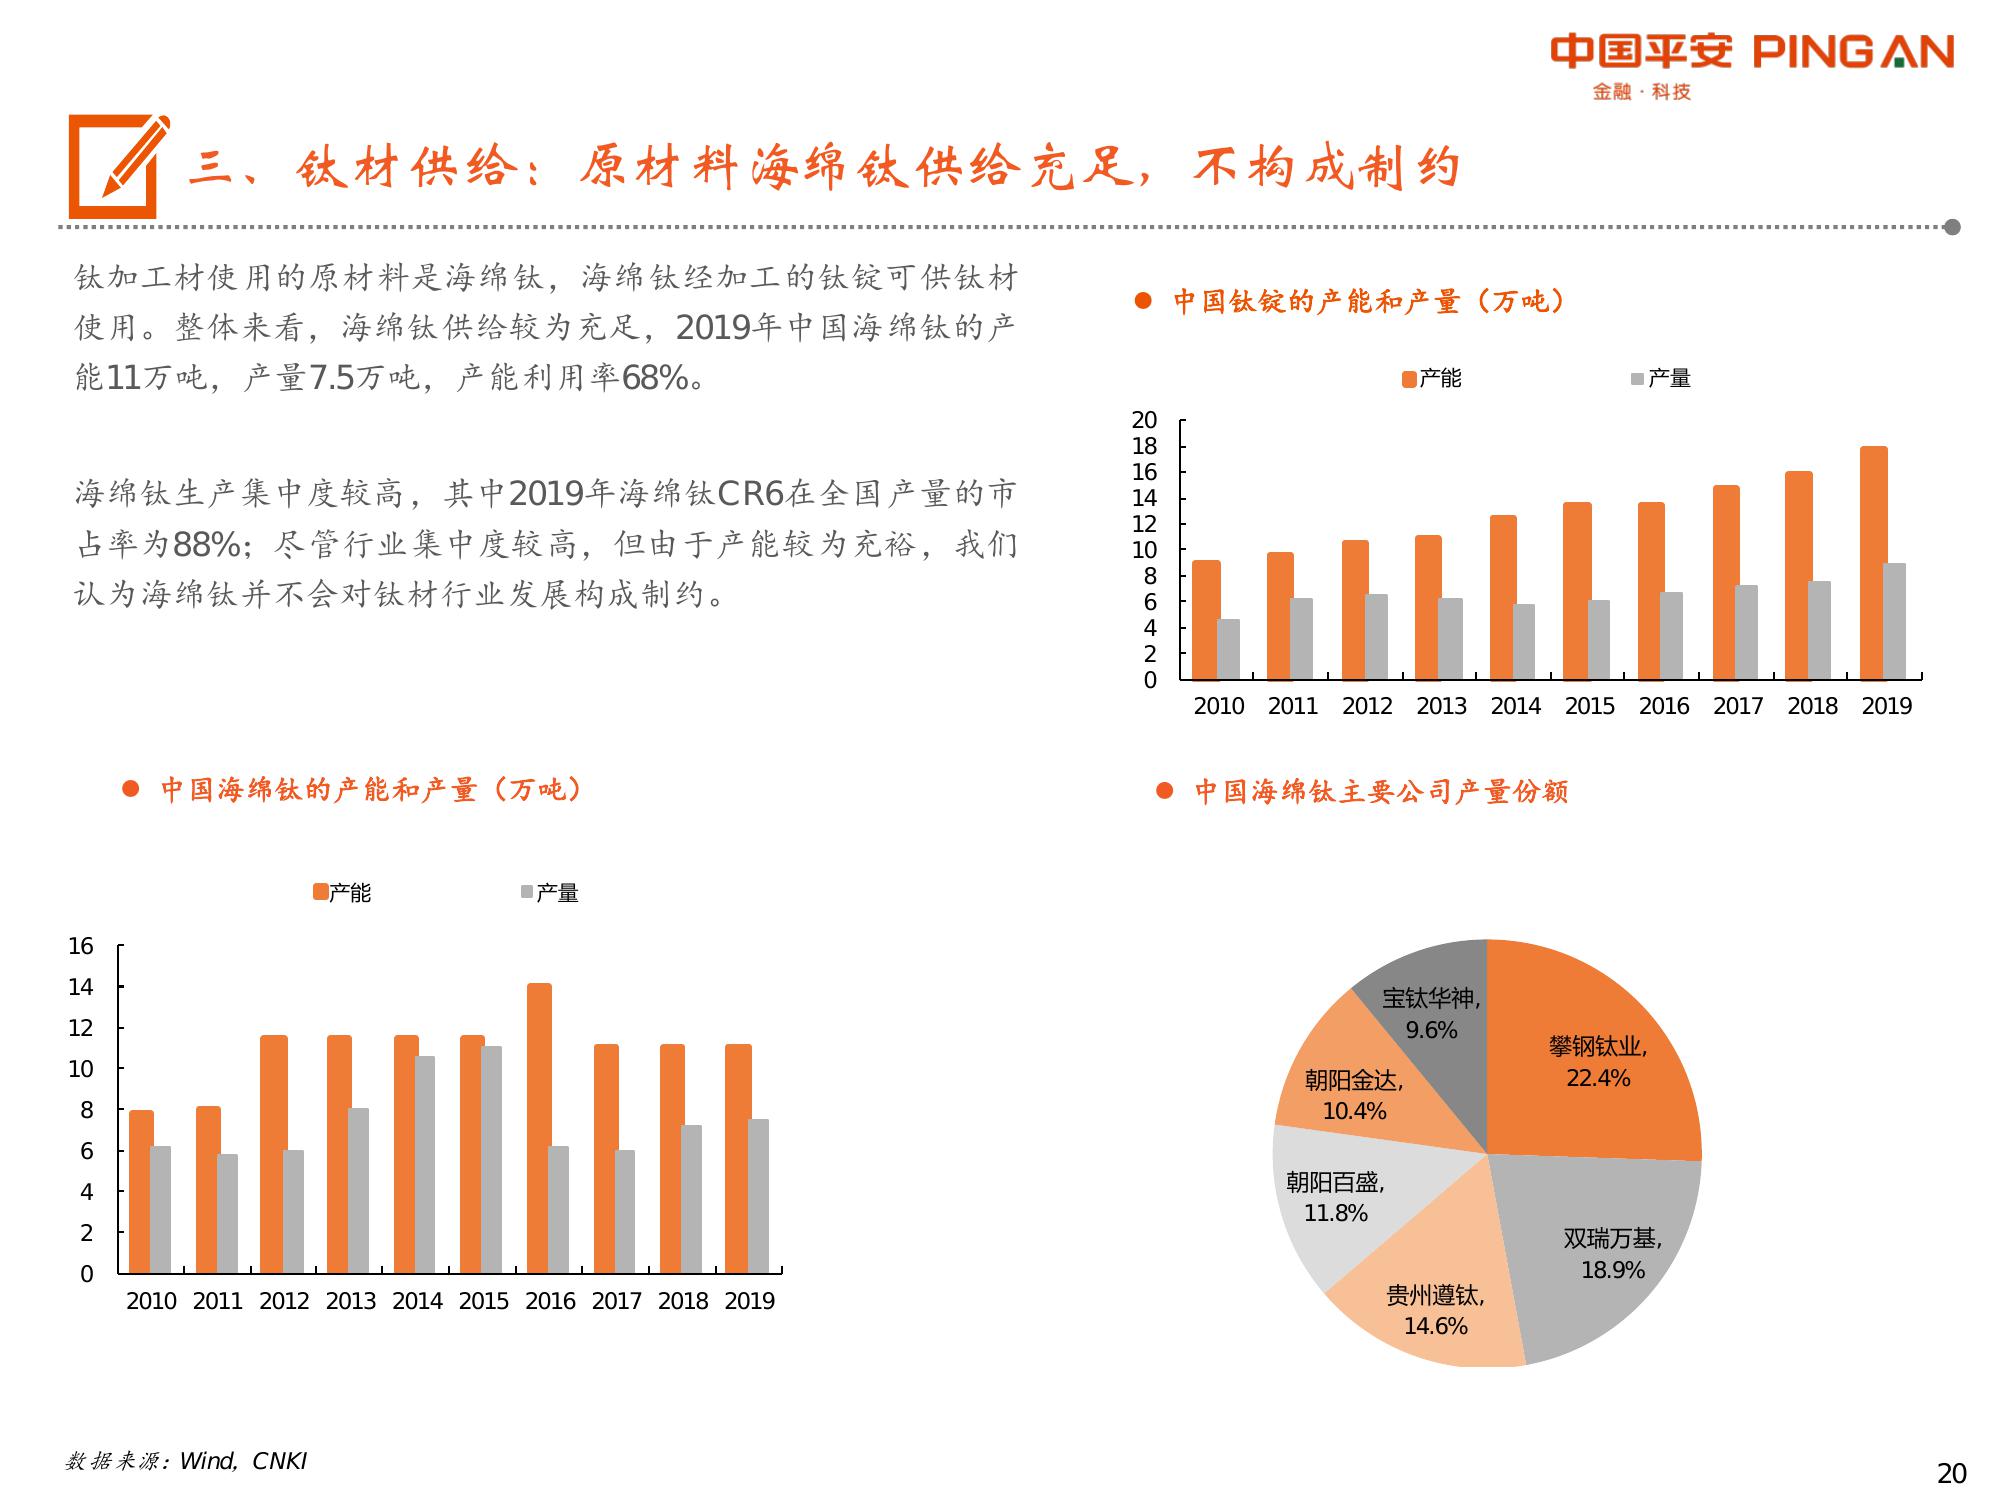 中国平安 PING AN
金融·科技
三、钛材供给：原材料海绵钛供给充足，不构成制约
钛加工材使用的原材料是海绵钛，海绵钛经加工的钛锭可供钛材
使用。整体来看，海绵钛供给较为充足，2019年中国海绵钛的产
能11万吨，产量7.5万吨，产能利用率68%。
海绵钛生产集中度较高，其中2019年海绵钛CR6在全国产量的市
占率为88%；尽管行业集中度较高，但由于产能较为充裕，我们
认为海绵钛并不会对钛材行业发展构成制约。
中国钛锭的产能和产量（万吨）
产能 产量
20
18
16
14
12
10
8
6
4
2
0
2010 2011 2012 2013 2014 2015 2016 2017 2018 2019
中国海绵钛的产能和产量（万吨）
产能 产量
16
14
12
10
8
6
4
2
0
2010 2011 2012 2013 2014 2015 2016 2017 2018 2019
中国海绵钛主要公司产量份额
宝钛华神,
9.6%
攀钢钛业,
22.4%
朝阳金达,
10.4%
朝阳百盛,
11.8%
双瑞万基,
18.9%
贵州遵钛,
14.6%
数据来源：Wind，CNKI
20